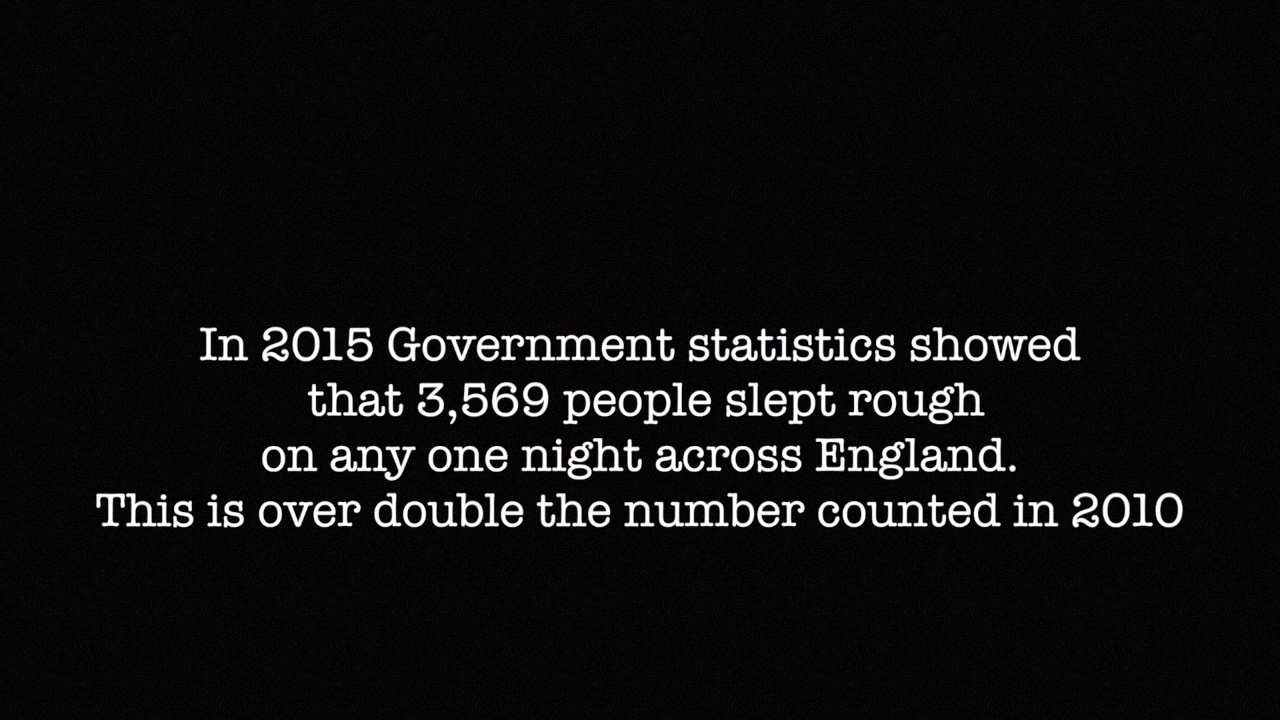 In 2015 Government statistics showed
that 3,569 people slept rough
on any one night across England.
This is over double the number counted in 2010